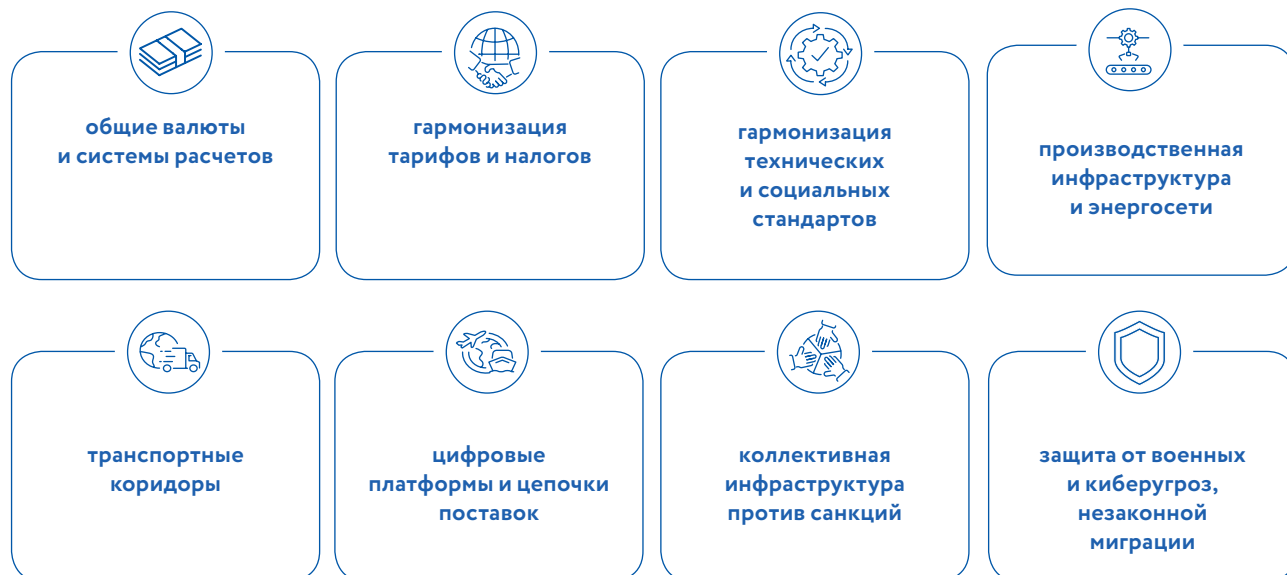 общие валюты
и системы расчетов
гармонизация
тарифов и налогов
гармонизация
технических
и социальных
стандартов
производственная
инфраструктура
и энергосети
транспортные
коридоры
цифровые
платформы и цепочки
поставок
коллективная
инфраструктура
против санкций
защита от военных
и киберугроз,
незаконной
миграции